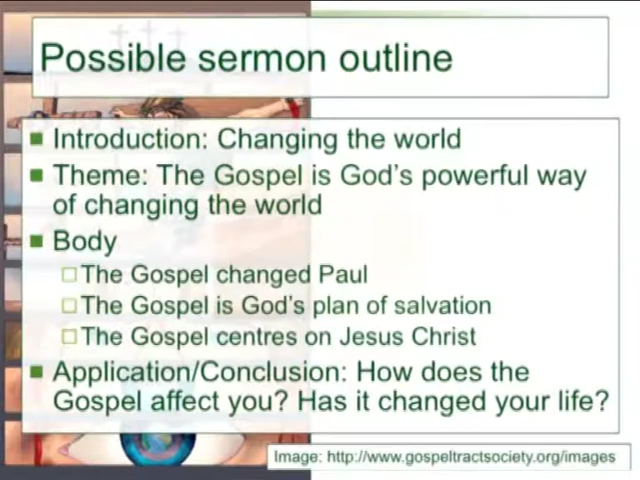 Possible sermon outline
Introduction: Changing the world
Theme: The Gospel is God's powerful way
of changing the world
Body
The Gospel changed Paul
The Gospel is God's plan of salvation
The Gospel centres on Jesus Christ
Application/Conclusion: How does the
Gospel affect you? Has it changed your life?
Image: http://www.gospeltractsociety.org/images